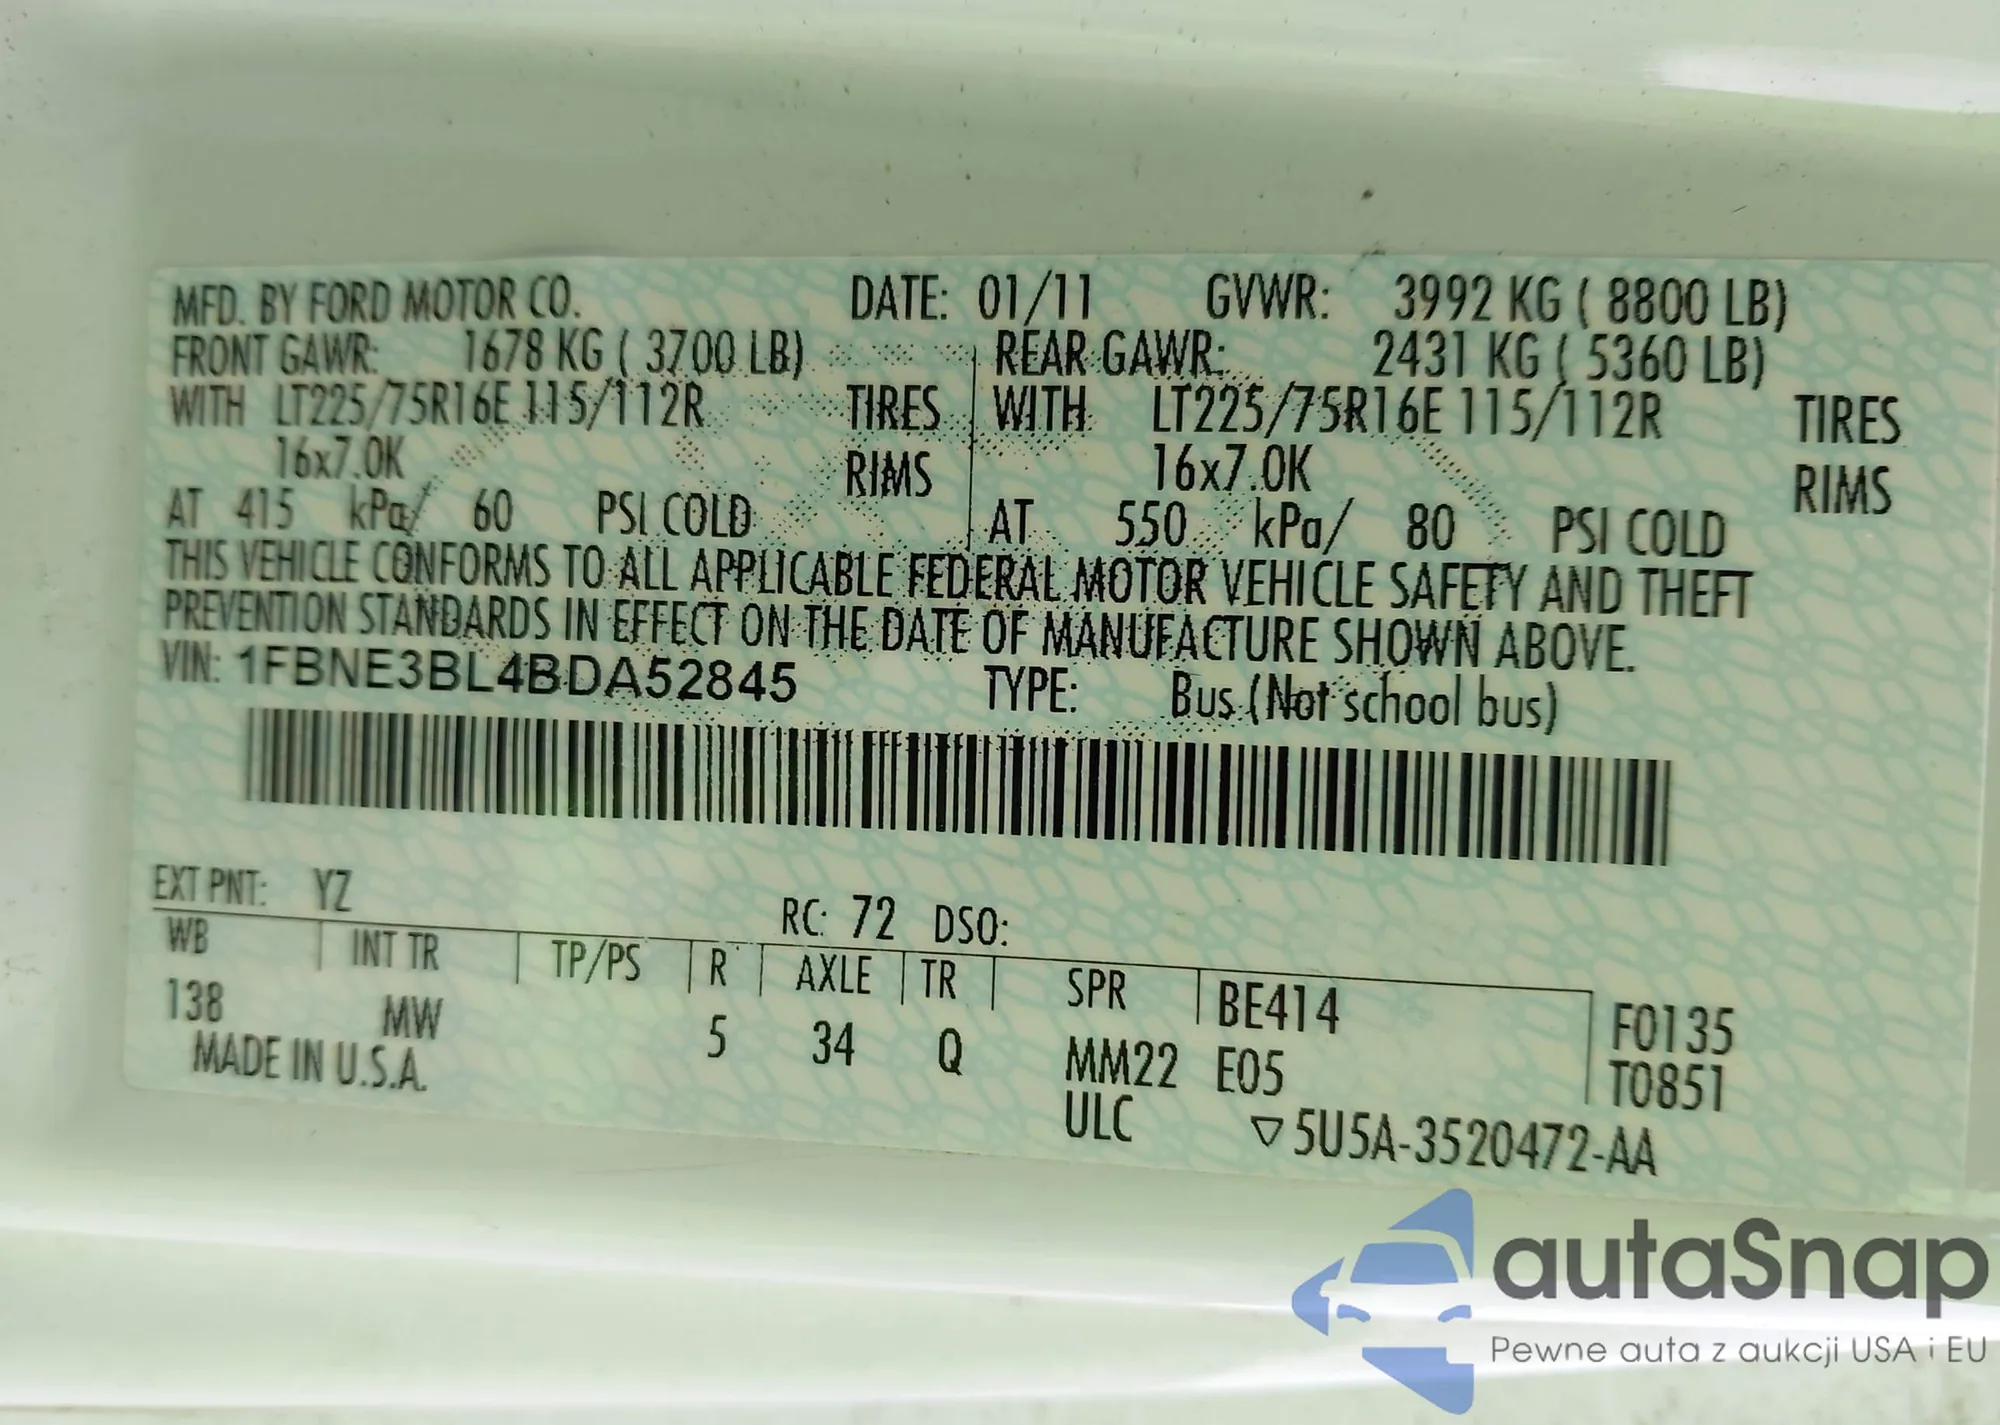 MFD. BY FORD MOTOR CO. DATE: 01/11 GVWR: 3992 KG ( 8800 LB)
FRONT GAWR: 1678 KG ( 3700 LB) REAR GAWR: 2431 KG ( 5360 LB)
WITH LT225/75R16E 115/112R TIRES WITH LT225/75R16E 115/112R TIRES
16x7.0K RIMS 16x7.0K RIMS
AT 415 kPa/ 60 PSI COLD AT 550 kPa/ 80 PSI COLD
THIS VEHICLE CONFORMS TO ALL APPLICABLE FEDERAL MOTOR VEHICLE SAFETY AND THEFT
PREVENTION STANDARDS IN EFFECT ON THE DATE OF MANUFACTURE SHOWN ABOVE.
VIN: 1FBNE3BL4BDA52845 TYPE: Bus (Not school bus)
EXT PNT: YZ RC: 72 DSO:
WB INT TR TP/PS R AXLE TR SPR BE414 F0135
138 MW 5 34 Q MM22 E05 T0851
MADE IN U.S.A. ULC ▽5U5A-3520472-AA
autaSnap
Pewne auta z aukcji USA i EU